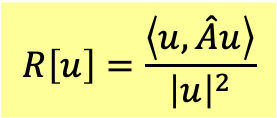 R[u] = ⟨u, Âu⟩ / |u|²